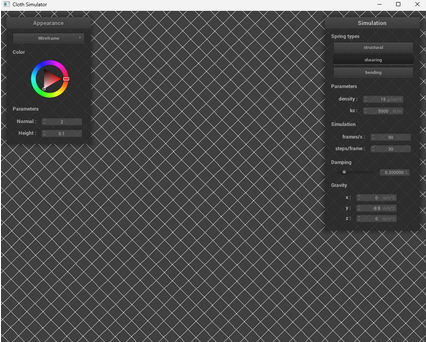 Cloth Simulator
Appearance
Wireframe
Color
Parameters
Normal : 2
Height : 0.1
Simulation
Spring types
structural
shearing
bending
Parameters
density :
ks : 5000
Simulation
frames/s : 90
steps/frame : 30
Damping
0.200000
Gravity
x : 0
y : -9.8
z : 0